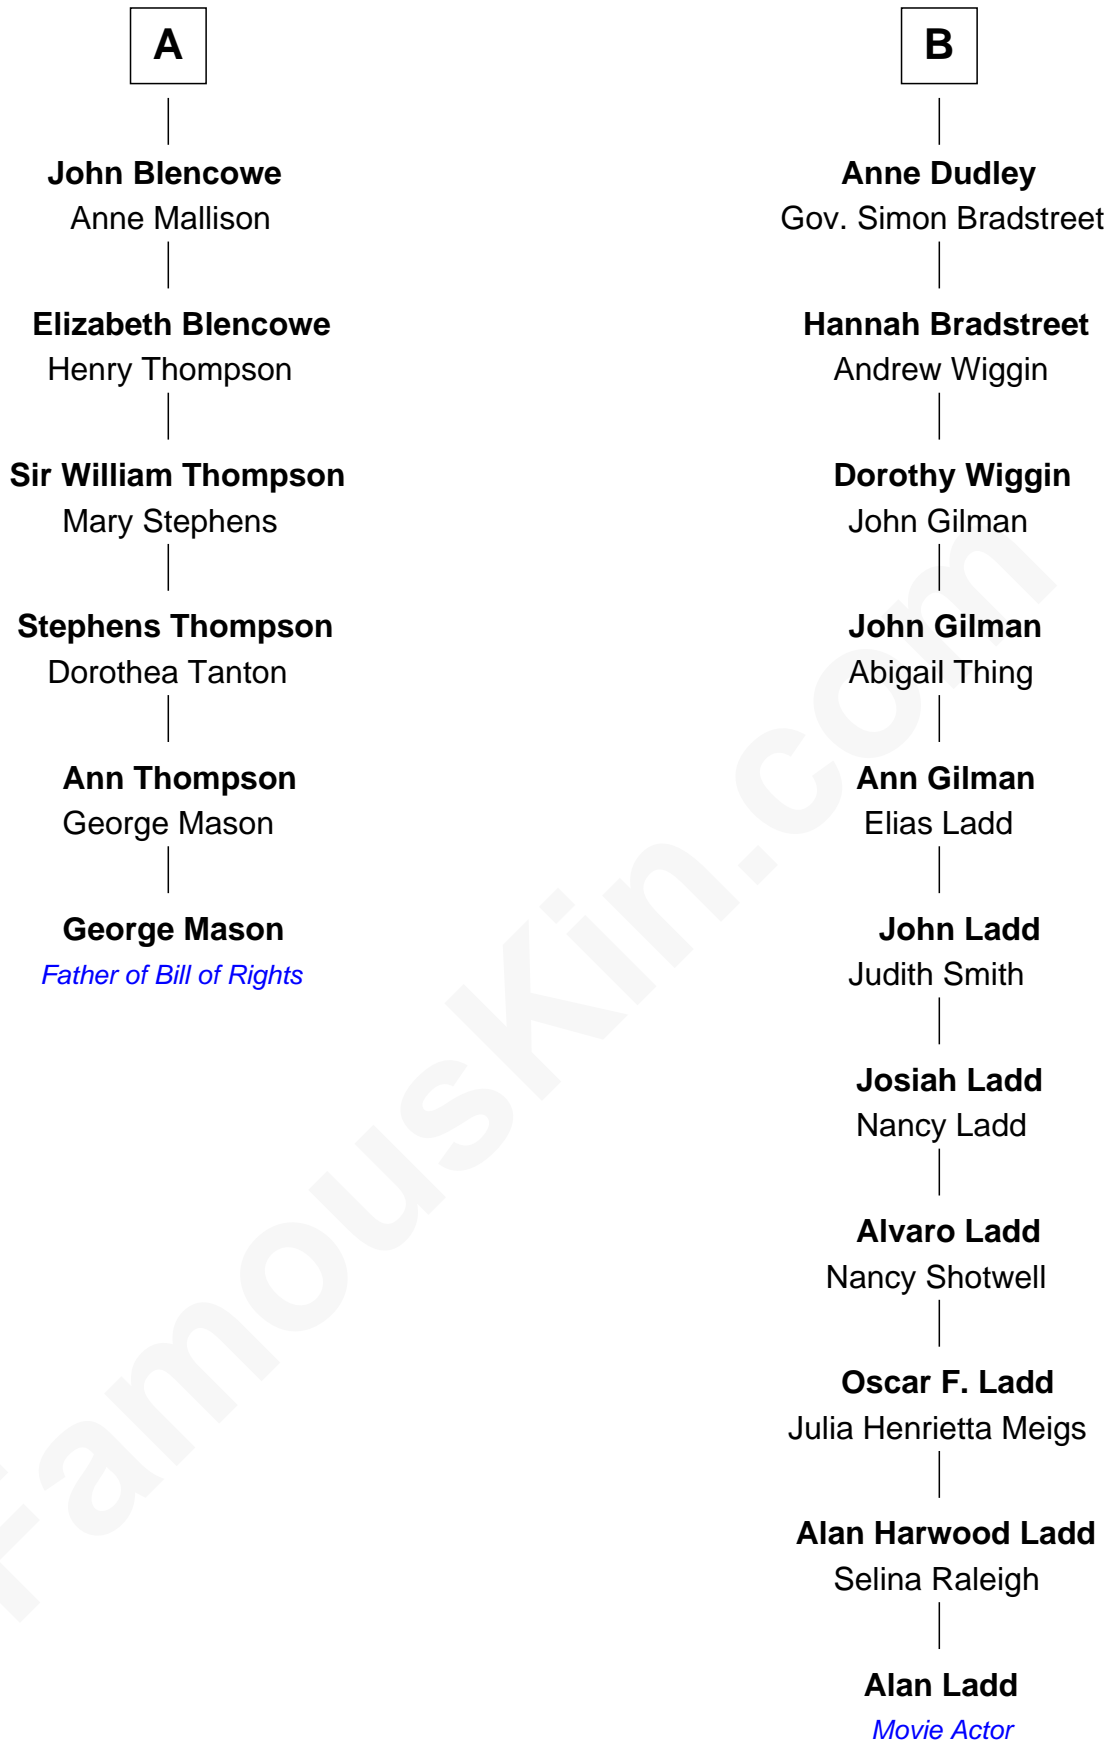 A
John Blencowe
Anne Mallison
Elizabeth Blencowe
Henry Thompson
Sir William Thompson
Mary Stephens
Stephens Thompson
Dorothea Tanton
Ann Thompson
George Mason
George Mason
Father of Bill of Rights
B
Anne Dudley
Gov. Simon Bradstreet
Hannah Bradstreet
Andrew Wiggin
Dorothy Wiggin
John Gilman
John Gilman
Abigail Thing
Ann Gilman
Elias Ladd
John Ladd
Judith Smith
Josiah Ladd
Nancy Ladd
Alvaro Ladd
Nancy Shotwell
Oscar F. Ladd
Julia Henrietta Meigs
Alan Harwood Ladd
Selina Raleigh
Alan Ladd
Movie Actor
FamousKin.com